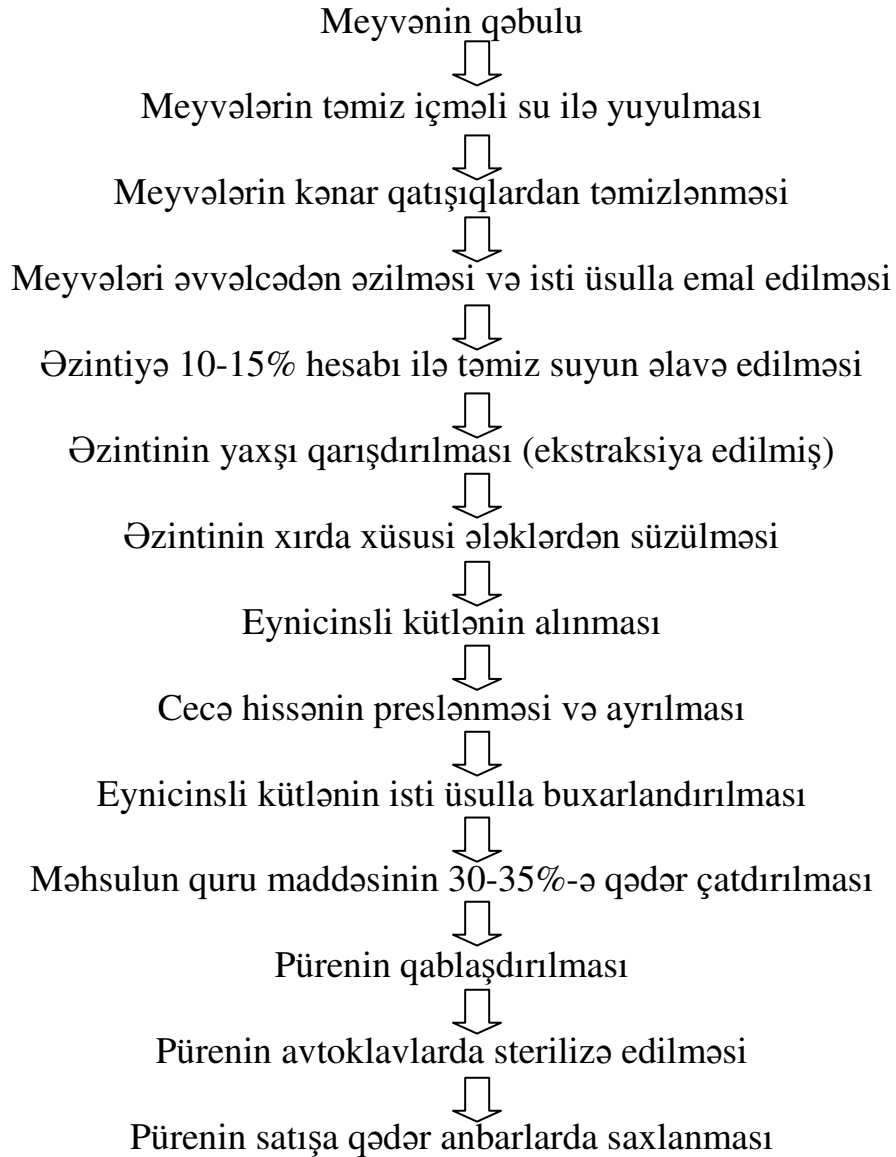 Meyvənin qəbulu
Meyvələrin təmiz içməli su ilə yuyulması
Meyvələrin kənar qatışıqlardan təmizlənməsi
Meyvələri əvvəlcədən əzilməsi və isti üsulla emal edilməsi
Əzintiyə 10-15% hesabı ilə təmiz suyun əlavə edilməsi
Əzintinin yaxşı qarışdırılması (ekstraksiya edilmiş)
Əzintinin xırda xüsusi ələklərdən süzülməsi
Eynicinsli kütlənin alınması
Cecə hissənin preslənməsi və ayrılması
Eynicinsli kütlənin isti üsulla buxarlandırılması
Məhsulun quru maddəsinin 30-35%-ə qədər çatdırılması
Pürenin qablaşdırılması
Pürenin avtoklavlarda sterilizə edilməsi
Pürenin satışa qədər anbarlarda saxlanması